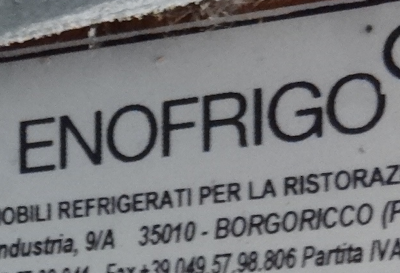 ENOFRIGO
MOBILI REFRIGERATI PER LA RISTORAZ
ndustria, 9/A 35010 - BORGORICCO (P
Fax +39.049.57.98.806 Partita IVA